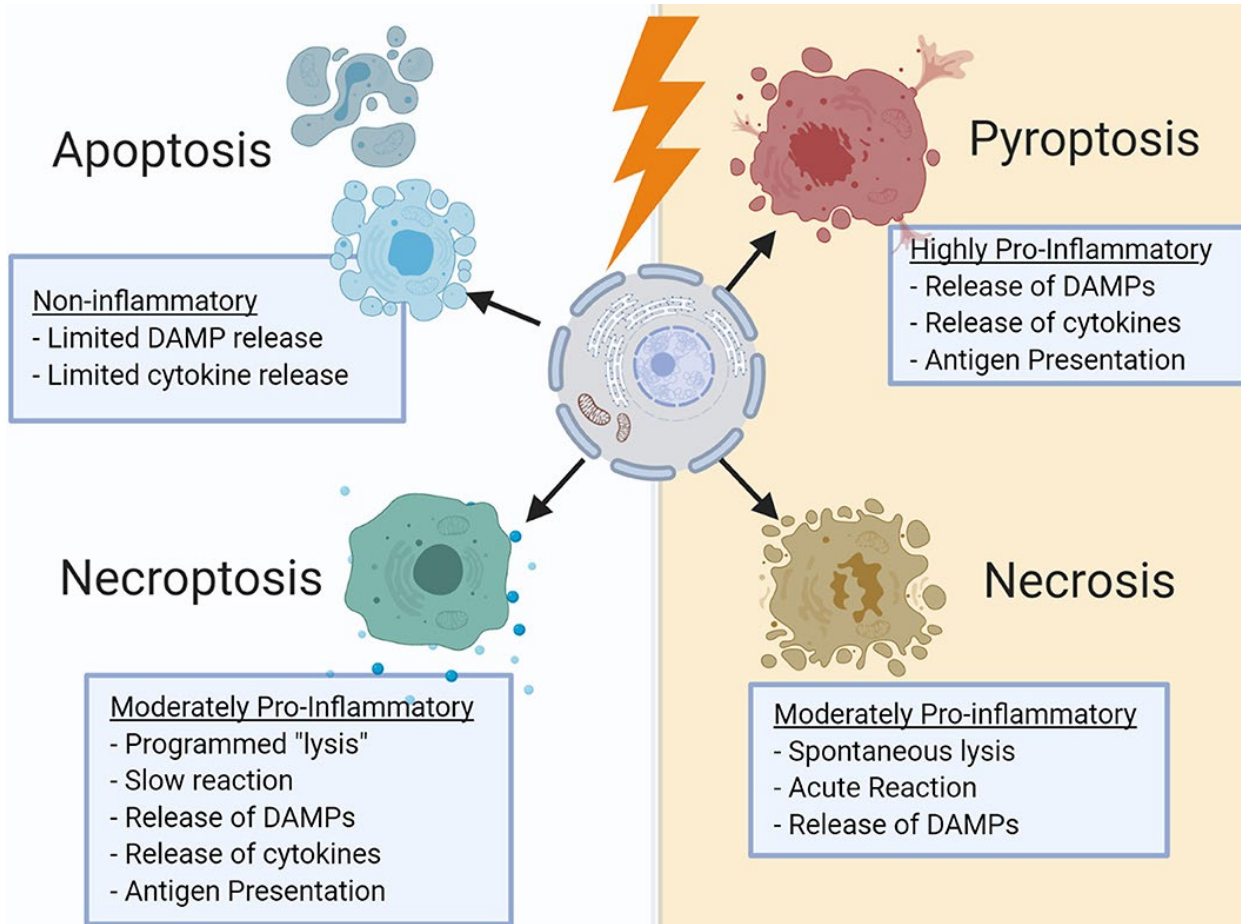 Apoptosis
Non-inflammatory
- Limited DAMP release
- Limited cytokine release
Pyroptosis
Highly Pro-Inflammatory
- Release of DAMPs
- Release of cytokines
- Antigen Presentation
Necroptosis
Moderately Pro-Inflammatory
- Programmed "lysis"
- Slow reaction
- Release of DAMPs
- Release of cytokines
- Antigen Presentation
Necrosis
Moderately Pro-inflammatory
- Spontaneous lysis
- Acute Reaction
- Release of DAMPs